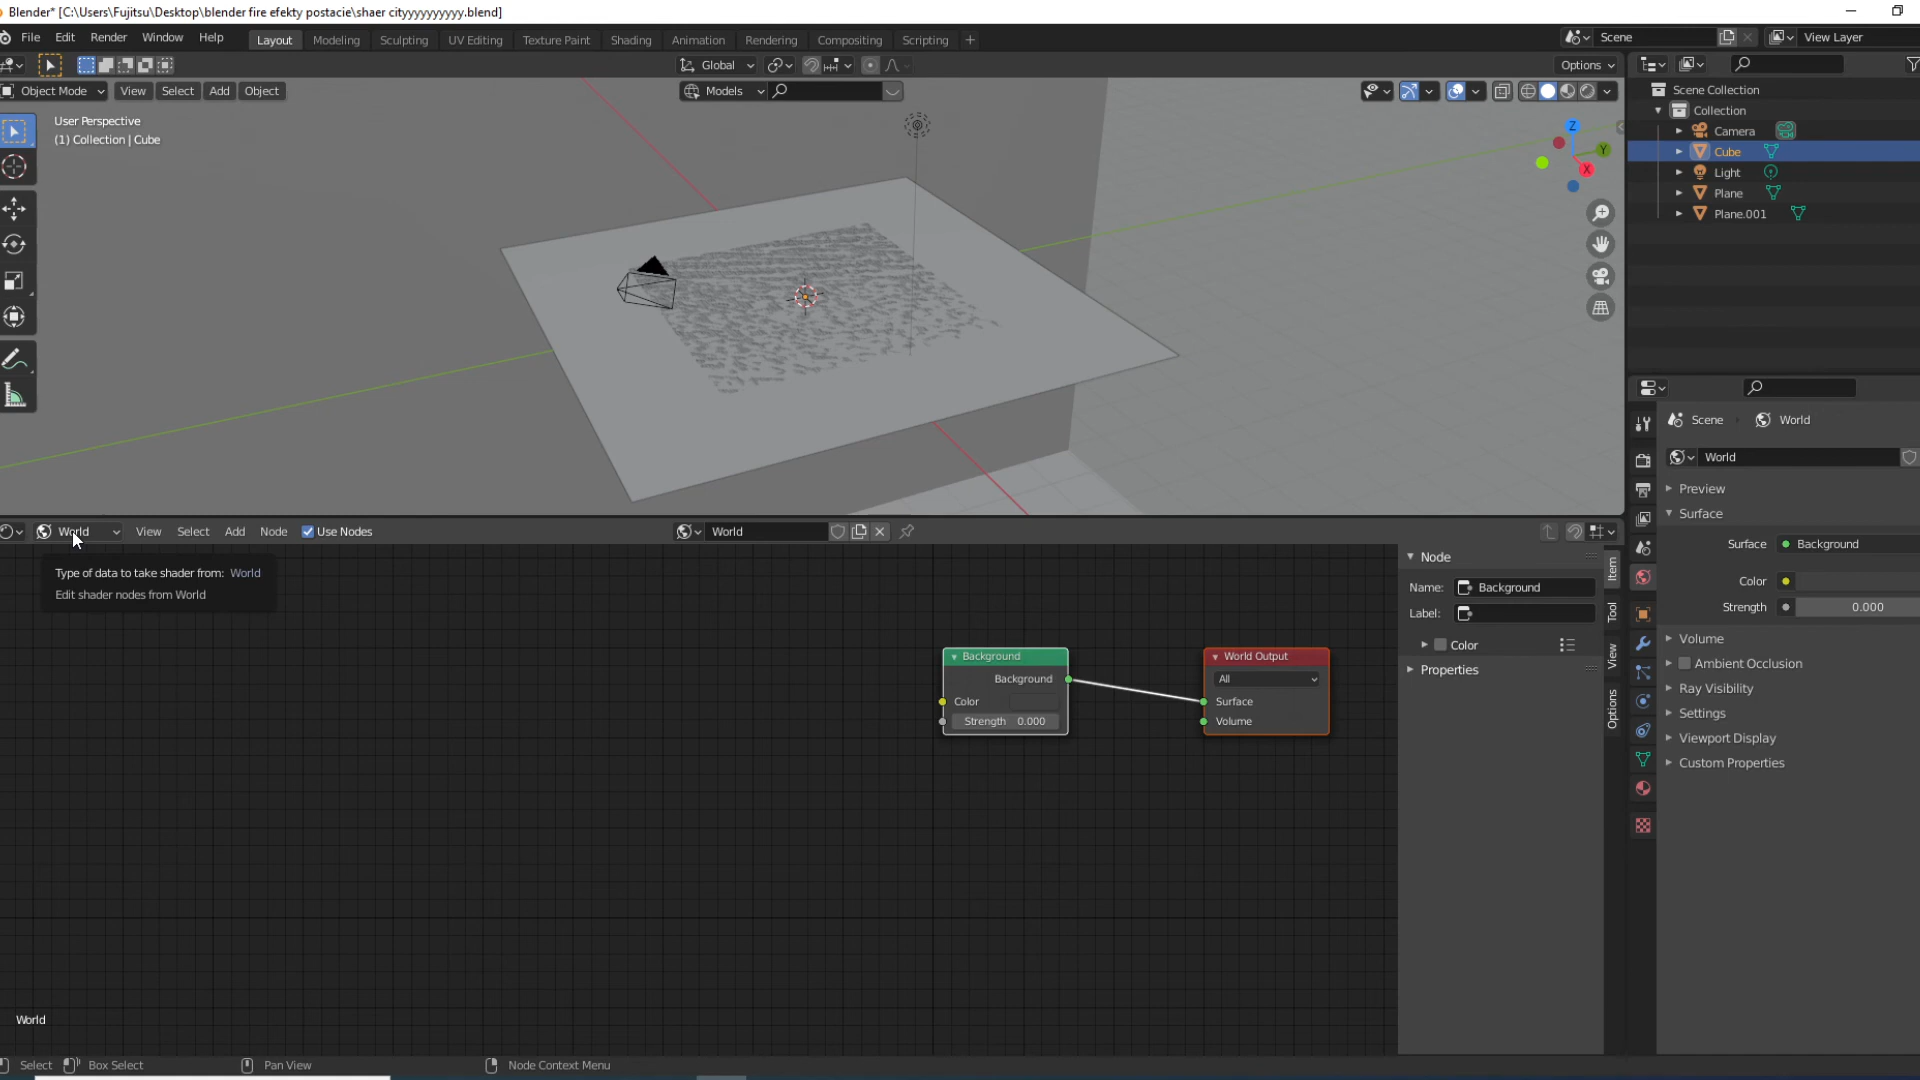 Blender* [C:\Users\Fujitsu\Desktop\blender fire efekty postacie\shaer cityyyyyyyyyy.blend]
File Edit Render Window Help Layout Modeling Sculpting UV Editing Texture Paint Shading Animation Rendering Compositing Scripting + Scene View Layer
Global Options
Object Mode View Select Add Object Models
User Perspective
(1) Collection | Cube
Z
Y
X
Scene Collection
Collection
Camera
Cube
Light
Plane
Plane.001
Scene World
World
Preview
Surface
Surface Background
Color
Strength 0.000
Volume
Ambient Occlusion
Ray Visibility
Settings
Viewport Display
Custom Properties
World View Select Add Node Use Nodes World
Type of data to take shader from: World
Edit shader nodes from World
Background
Background
Color
Strength 0.000
World Output
All
Surface
Volume
Node
Name: Background
Label:
Color
Properties
Item
Tool
View
Options
World
Select Box Select Pan View Node Context Menu